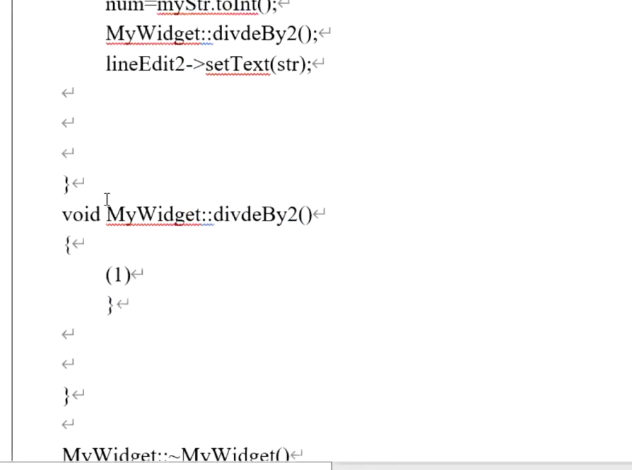 num=myStr.toInt();
MyWidget::divdeBy2();
lineEdit2->setText(str);
}
void MyWidget::divdeBy2()
{
(1)
}
}
MyWidget::~MyWidget()